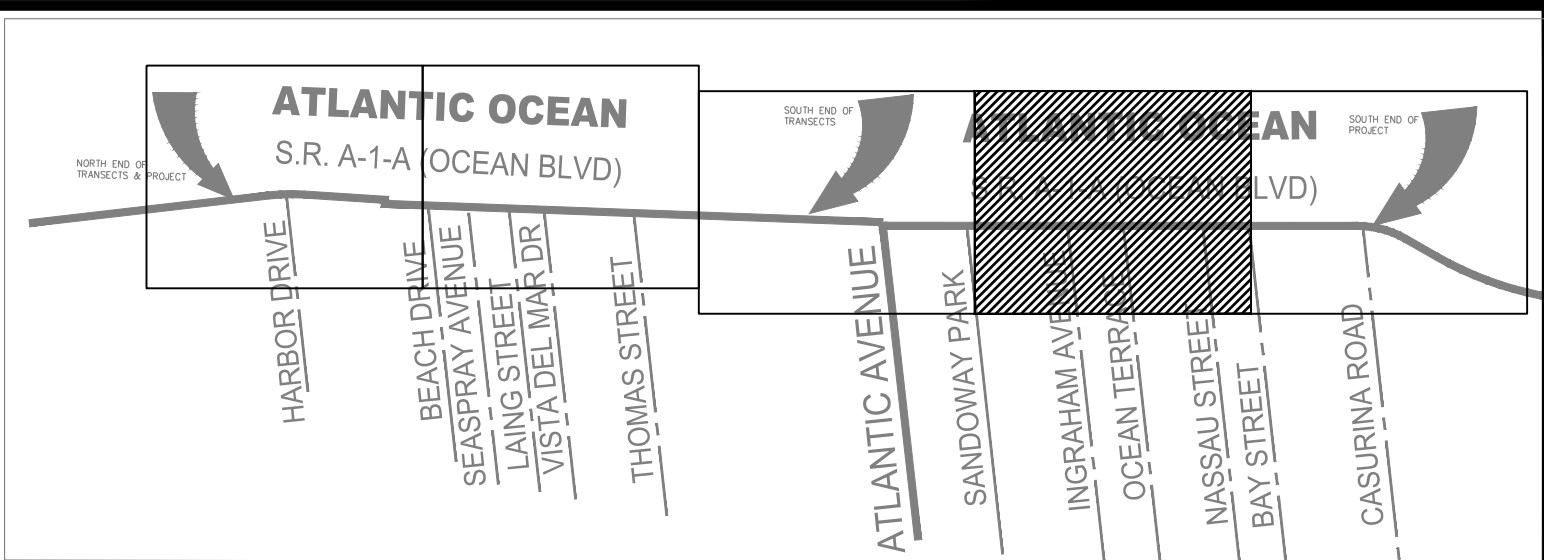 ATLANTIC OCEAN
S.R. A-1-A (OCEAN BLVD)
NORTH END OF
TRANSECTS & PROJECT
SOUTH END OF
TRANSECTS
ATLANTIC OCEAN
S.R. A-1-A (OCEAN BLVD)
SOUTH END OF
PROJECT
HARBOR DRIVE
BEACH DRIVE
SEASPRAY AVENUE
LAING STREET
VISTA DEL MAR DR
THOMAS STREET
ATLANTIC AVENUE
SANDOWAY PARK
INGRAHAM AVENUE
OCEAN TERRACE
NASSAU STREET
BAY STREET
CASURINA ROAD